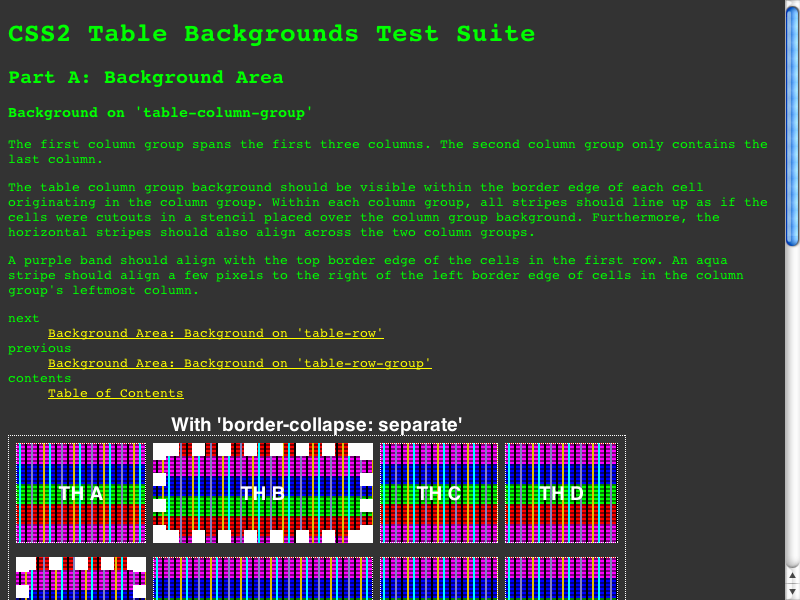 CSS2 Table Backgrounds Test Suite
Part A: Background Area
Background on 'table-column-group'
The first column group spans the first three columns. The second column group only contains the
last column.
The table column group background should be visible within the border edge of each cell
originating in the column group. Within each column group, all stripes should line up as if the
cells were cutouts in a stencil placed over the column group background. Furthermore, the
horizontal stripes should also align across the two column groups.
A purple band should align with the top border edge of the cells in the first row. An aqua
stripe should align a few pixels to the right of the left border edge of cells in the column
group's leftmost column.
next
Background Area: Background on 'table-row'
previous
Background Area: Background on 'table-row-group'
contents
Table of Contents
With 'border-collapse: separate'
TH A TH B TH C TH D